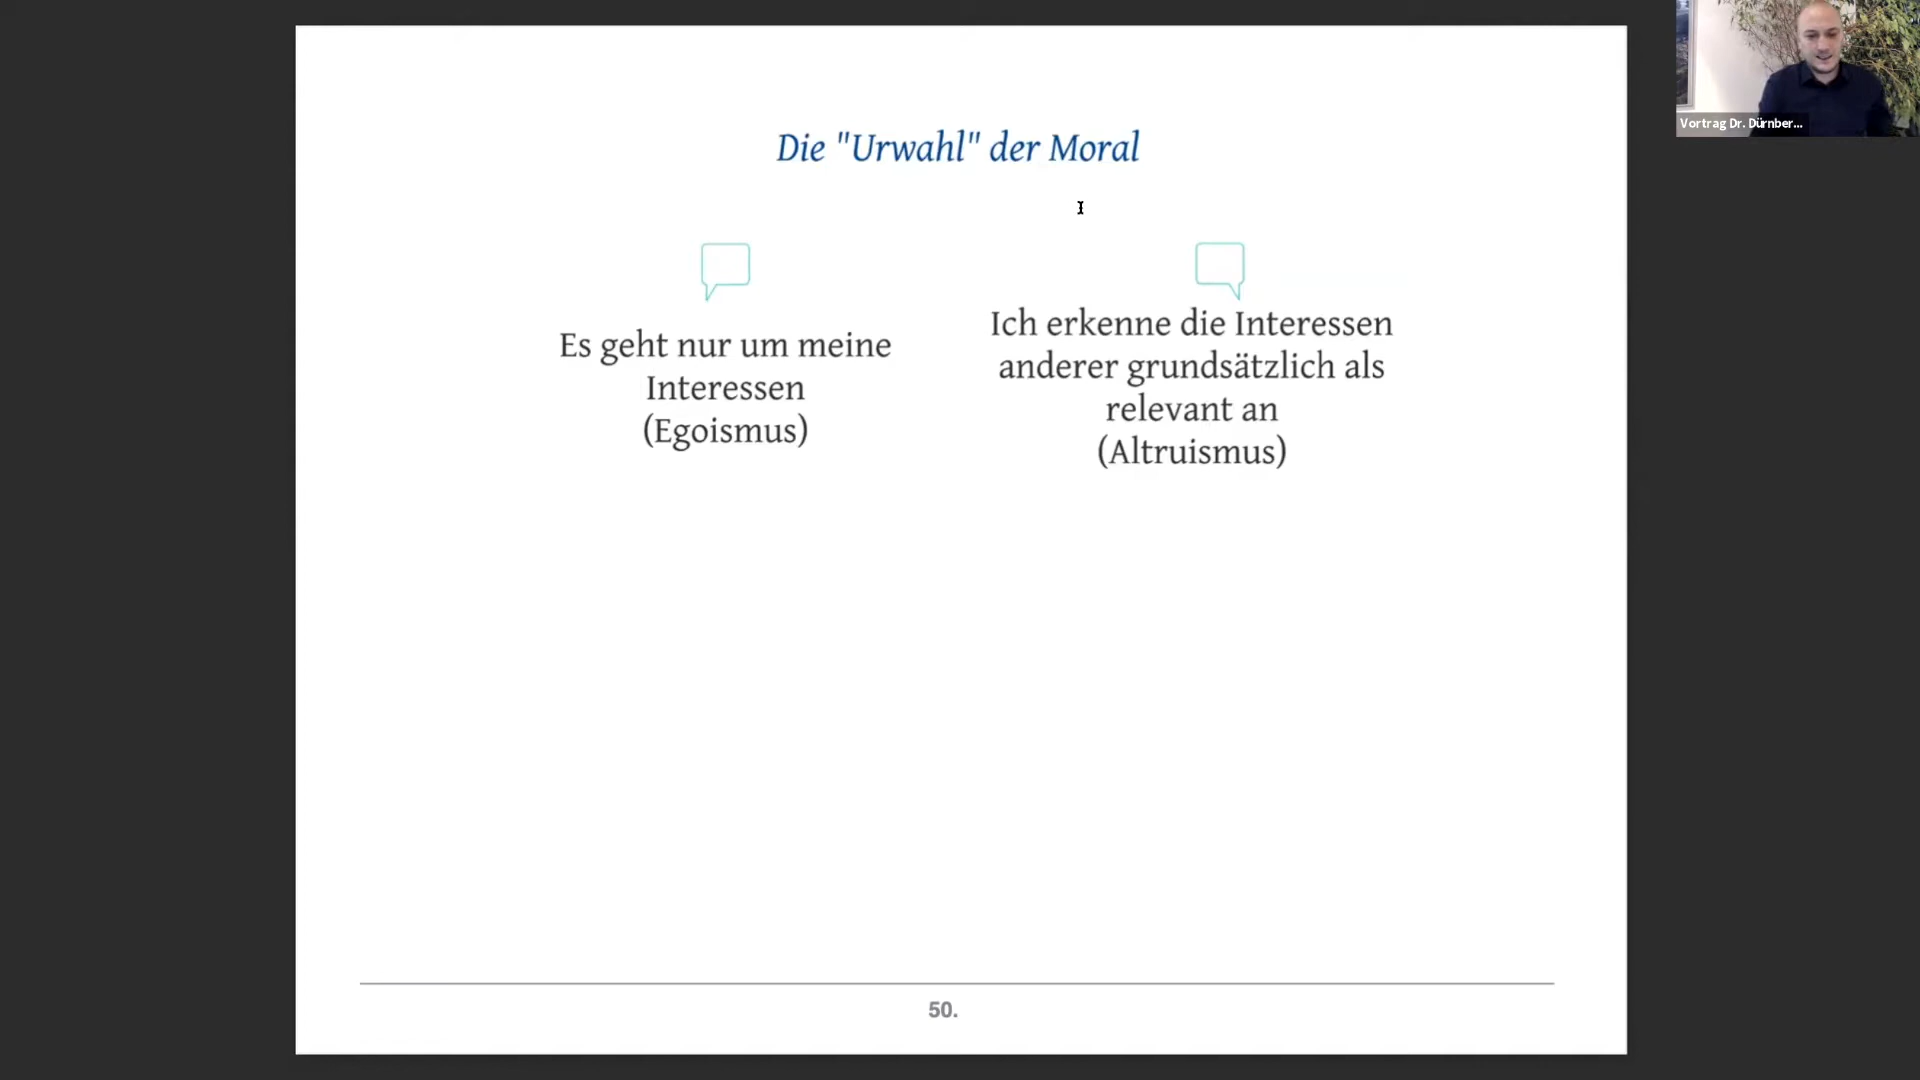 Die "Urwahl" der Moral
Es geht nur um meine
Interessen
(Egoismus)
Ich erkenne die Interessen
anderer grundsätzlich als
relevant an
(Altruismus)
50.
Vortrag Dr. Dürnber...